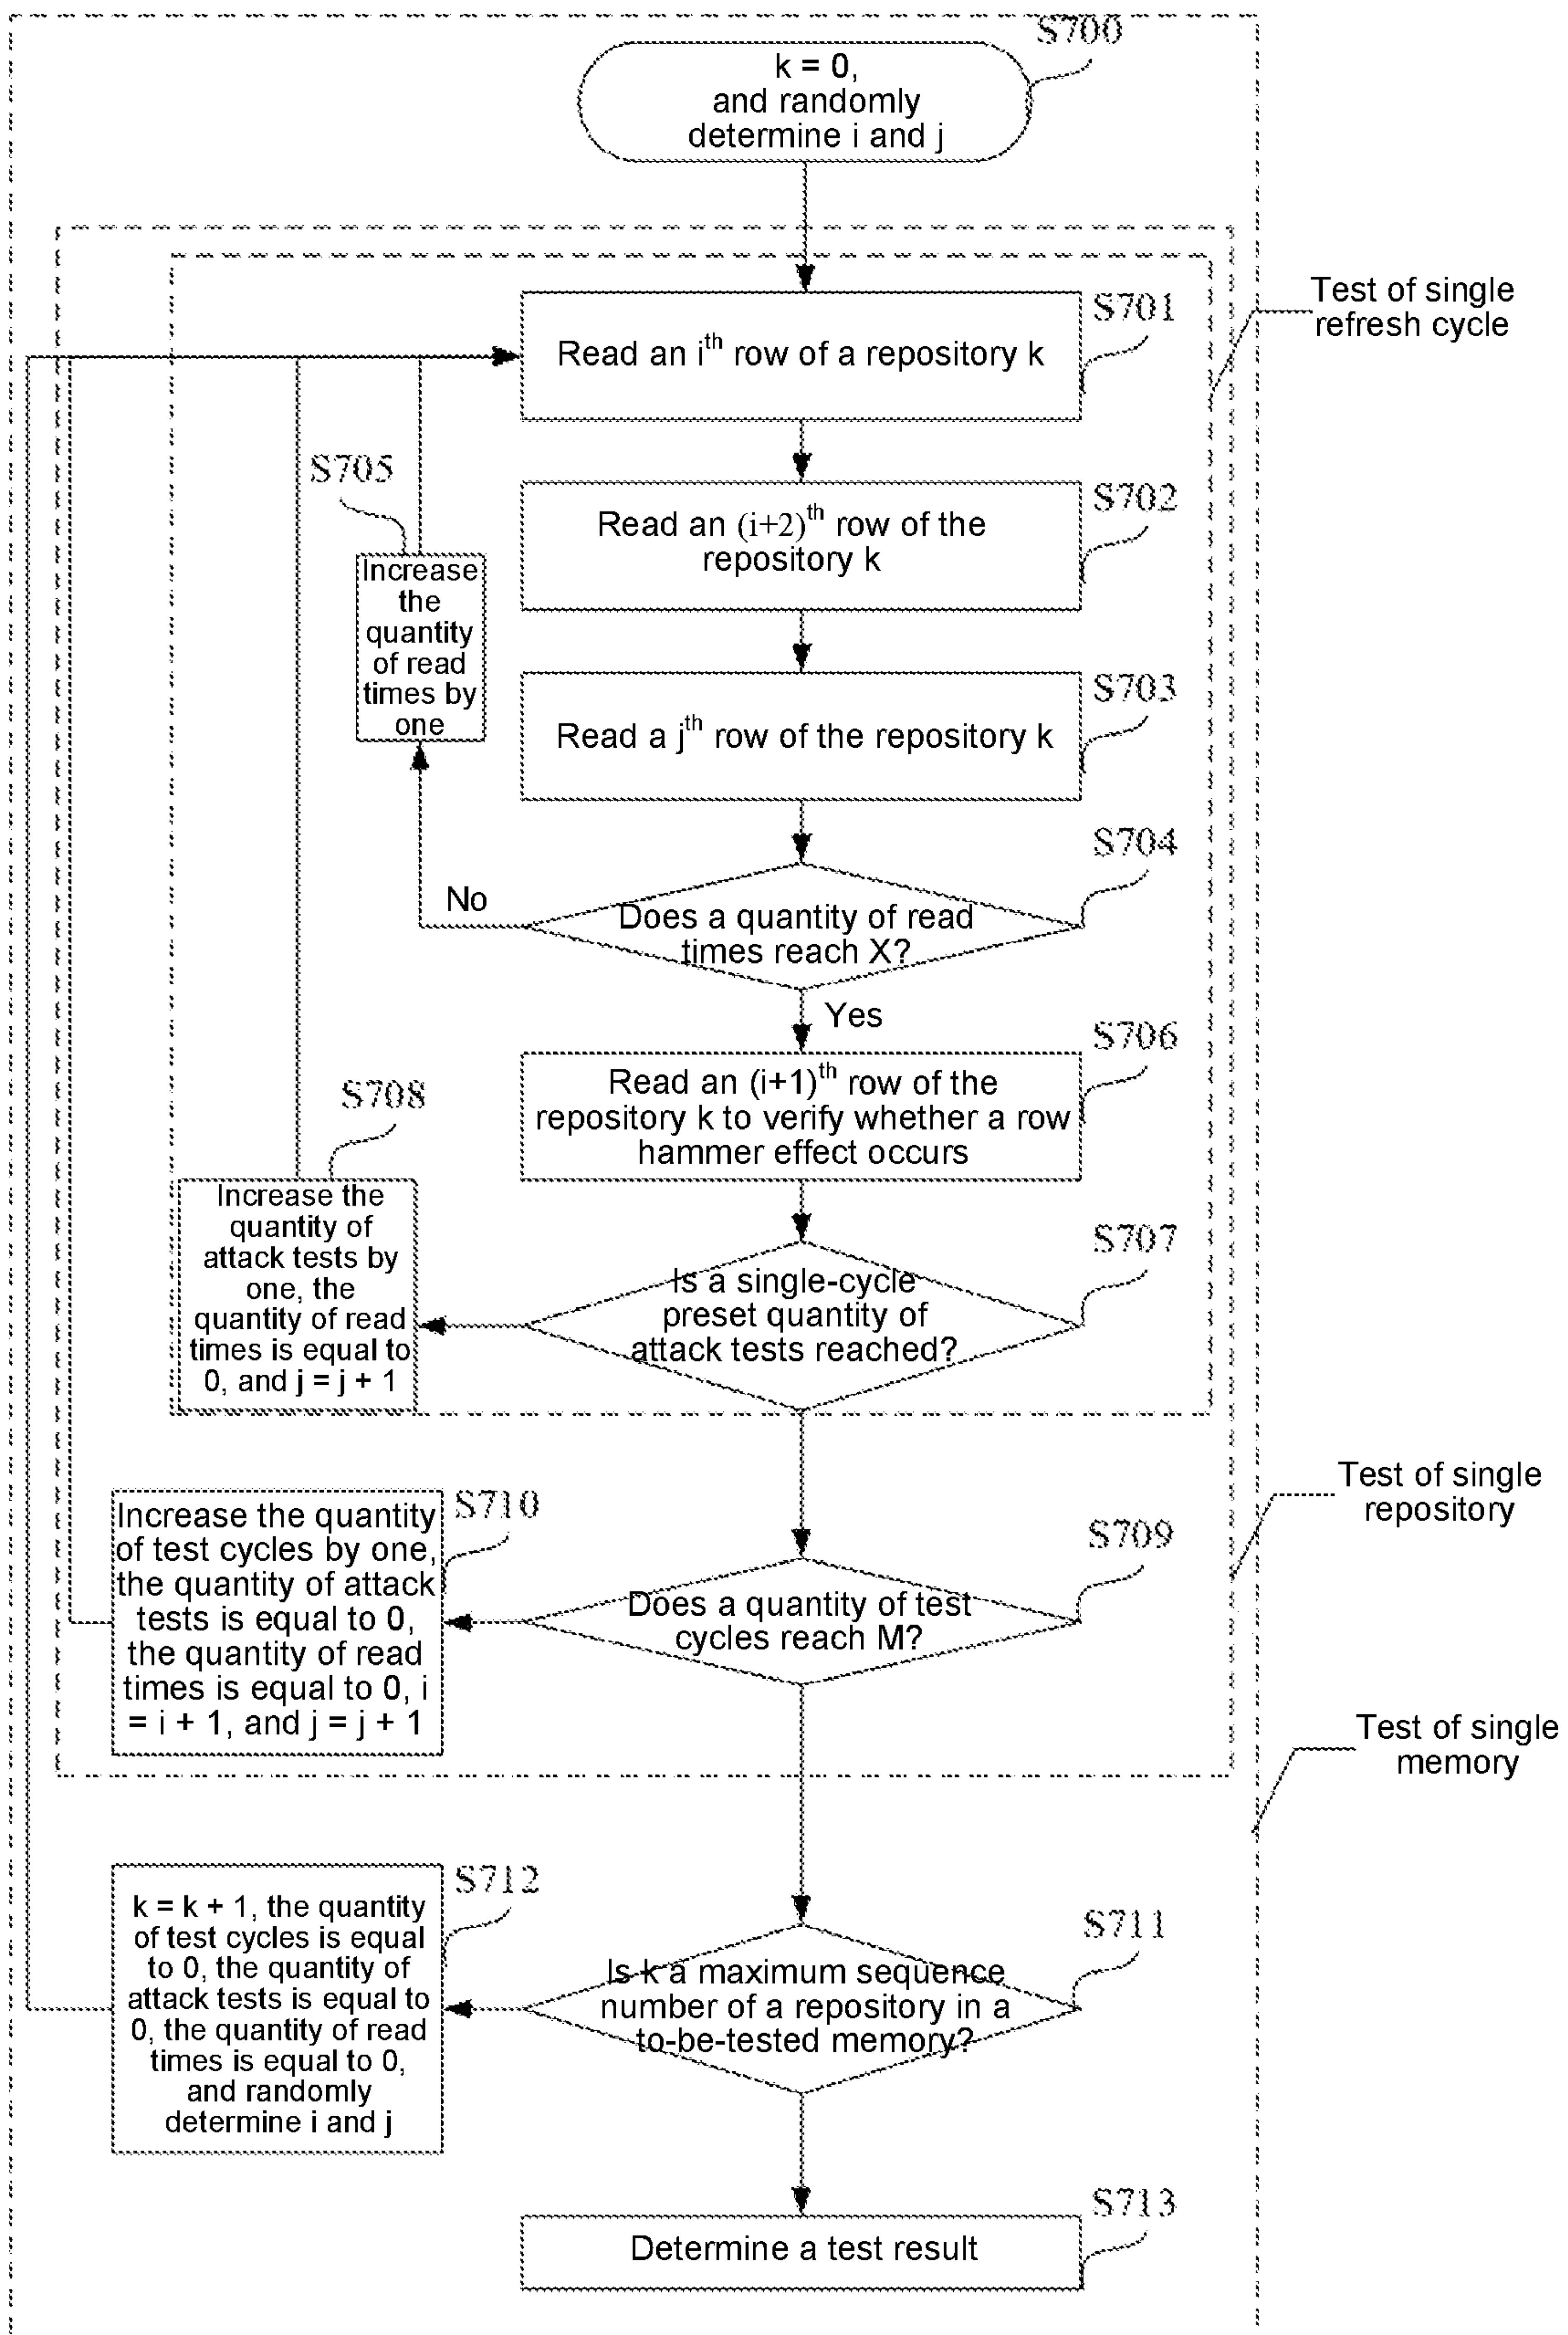 S700
k = 0,
and randomly
determine i and j
Test of single
refresh cycle
S701
Read an ith row of a repository k
S705
Increase
the
quantity
of read
times by
one
S702
Read an (i+2)th row of the
repository k
S703
Read a jth row of the repository k
S704
No
Does a quantity of read
times reach X?
Yes
S706
Read an (i+1)th row of the
repository k to verify whether a row
hammer effect occurs
S708
Increase the
quantity of
attack tests by
one, the
quantity of read
times is equal to
0, and j = j + 1
S707
Is a single-cycle
preset quantity of
attack tests reached?
Test of single
repository
S710
Increase the quantity
of test cycles by one,
the quantity of attack
tests is equal to 0,
the quantity of read
times is equal to 0, i
= i + 1, and j = j + 1
S709
Does a quantity of test
cycles reach M?
Test of single
memory
S712
k = k + 1, the quantity
of test cycles is equal
to 0, the quantity of
attack tests is equal to
0, the quantity of read
times is equal to 0,
and randomly
determine i and j
S711
Is k a maximum sequence
number of a repository in a
to-be-tested memory?
S713
Determine a test result